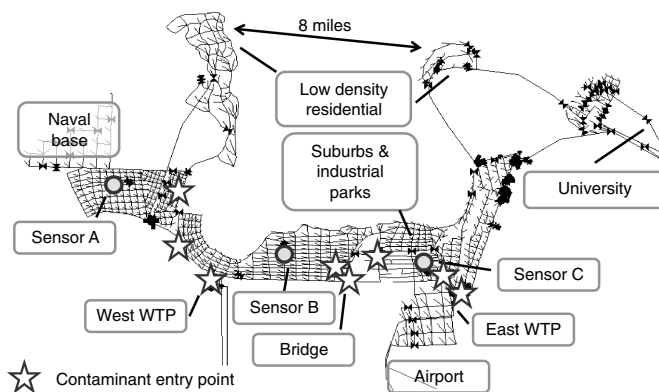 8 miles
Low density
residential
Naval
base
Suburbs &
industrial
parks
University
Sensor A
Sensor C
West WTP
Sensor B
East WTP
Bridge
Airport
Contaminant entry point